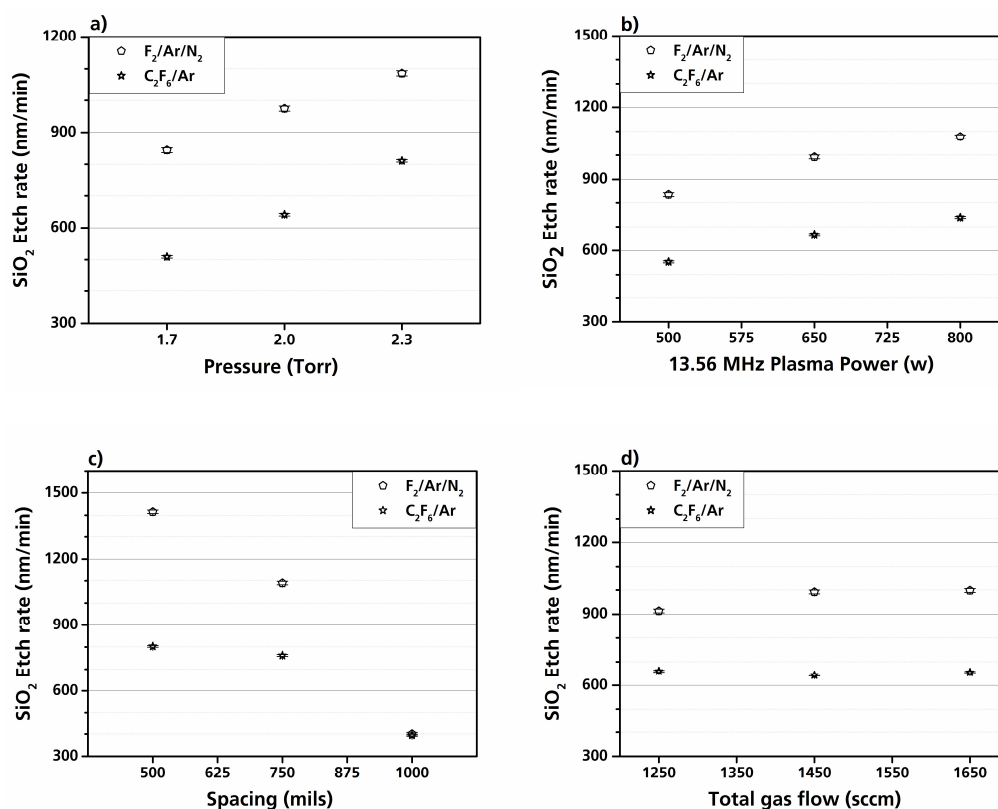 a)
F₂/Ar/N₂
C₂F₆/Ar
1200
900
600
300
SiO₂ Etch rate (nm/min)
1.7 2.0 2.3
Pressure (Torr)
b)
F₂/Ar/N₂
C₂F₆/Ar
1500
1200
900
600
300
SiO2 Etch rate (nm/min)
500 575 650 725 800
13.56 MHz Plasma Power (w)
c)
F₂/Ar/N₂
C₂F₆/Ar
1500
1200
900
600
300
SiO₂ Etch rate (nm/min)
500 625 750 875 1000
Spacing (mils)
d)
F₂/Ar/N₂
C₂F₆/Ar
1500
1200
900
600
300
SiO₂ Etch rate (nm/min)
1250 1350 1450 1550 1650
Total gas flow (sccm)